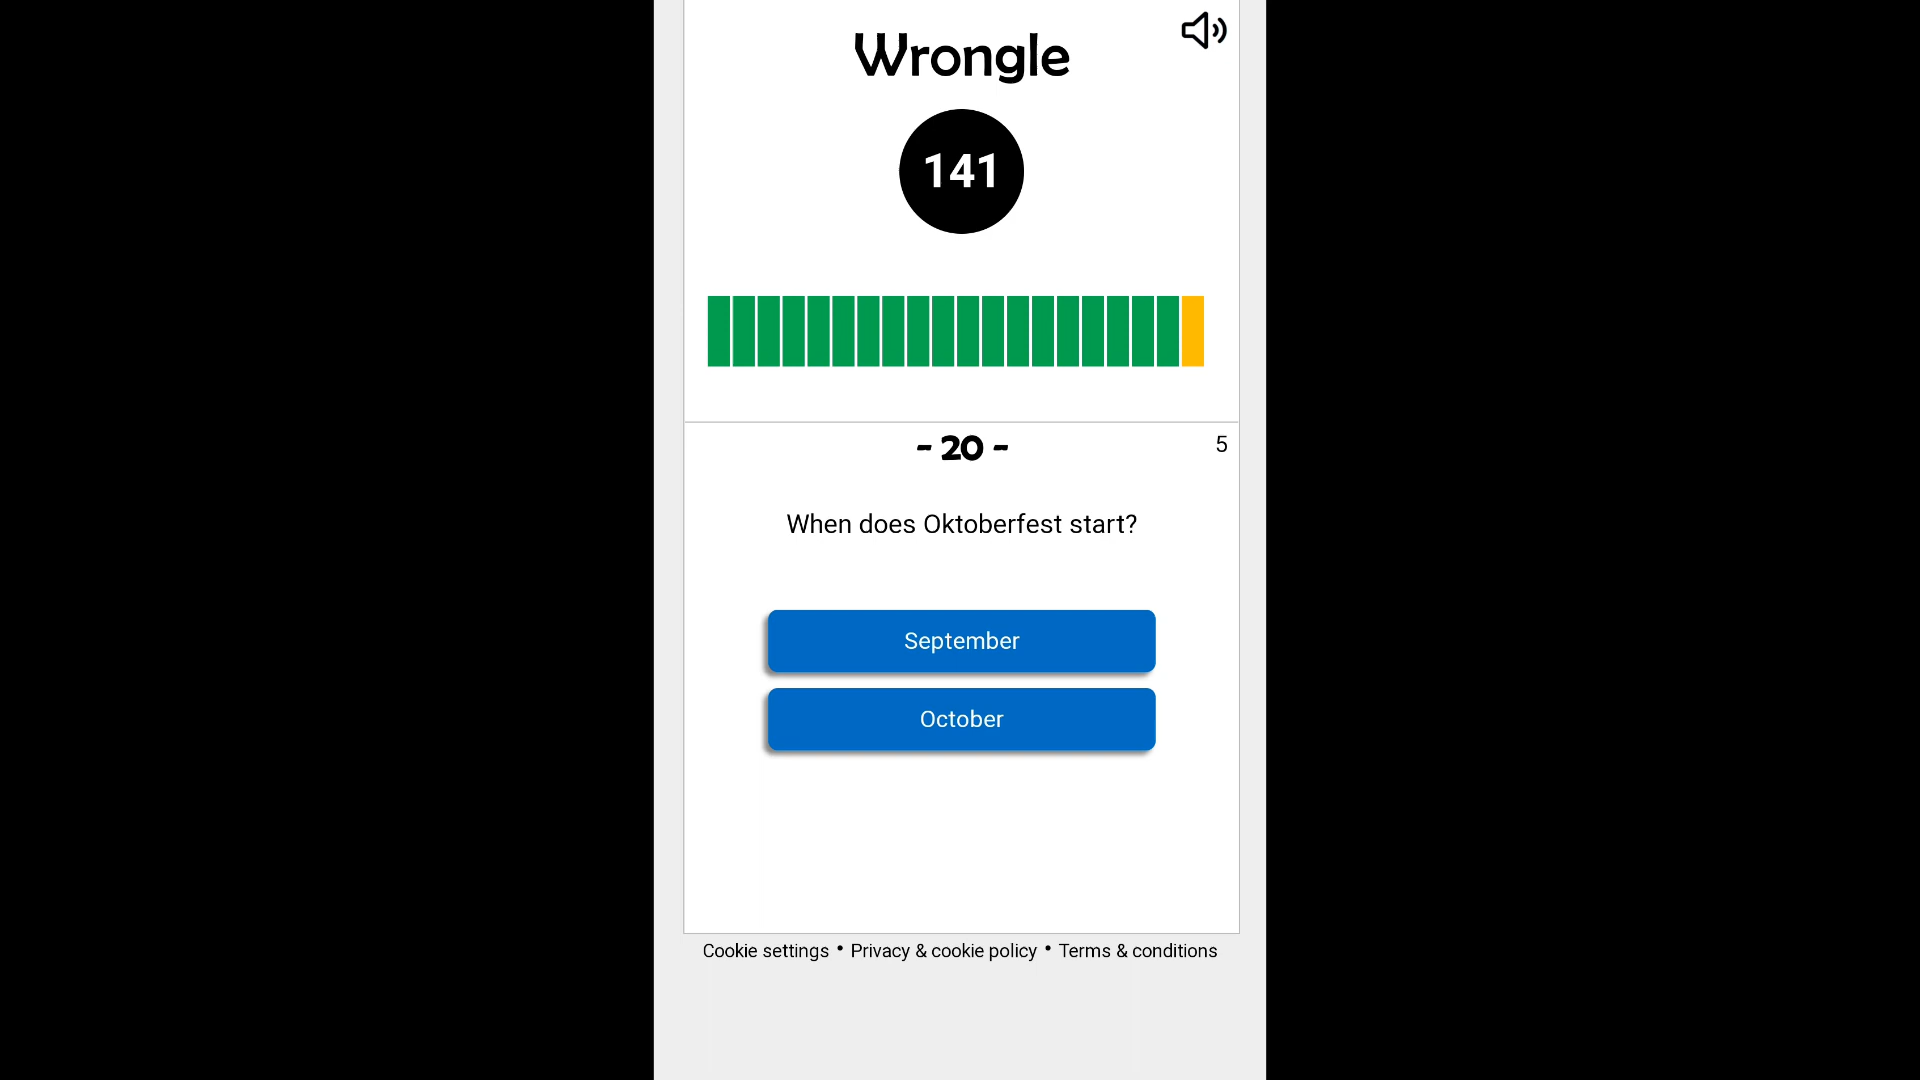 Wrongle
141
- 20 -
5
When does Oktoberfest start?
September
October
Cookie settings • Privacy & cookie policy • Terms & conditions